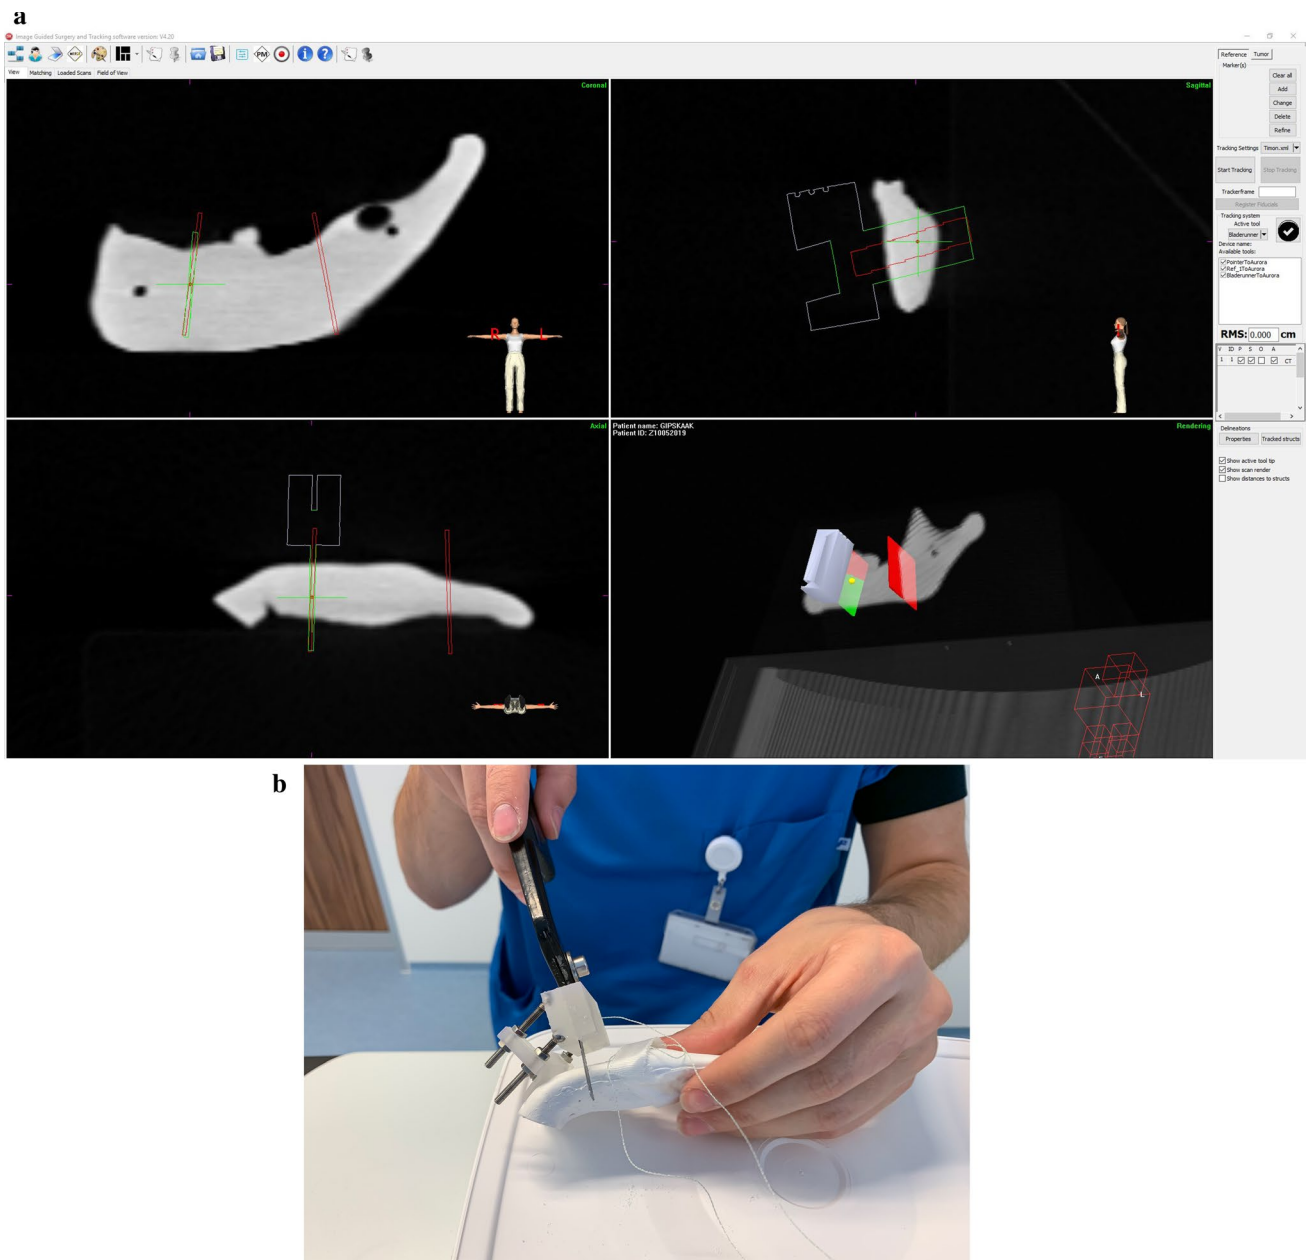 a
Image Guided Surgery and Tracking software version: V4.20
PM
View Matching Loaded Scans Field of View
Coronal
R L
Sagittal
Axial
Patient name: GIPSKAAK
Patient ID: Z10052019
Rendering
A
L
Reference Tumor
Marker(s)
Clear all
Add
Change
Delete
Refine
Tracking Settings Timon.xml
Start Tracking Stop Tracking
Trackerframe
Register Fiducials
Tracking system
Active tool
Bladerunner
Device name:
Available tools:
PointerToAurora
Ref_1ToAurora
BladerunnerToAurora
RMS: 0.000 cm
V ID P S O A
1 1 CT
Delineations
Properties Tracked structs
Show active tool tip
Show scan render
Show distances to structs
b